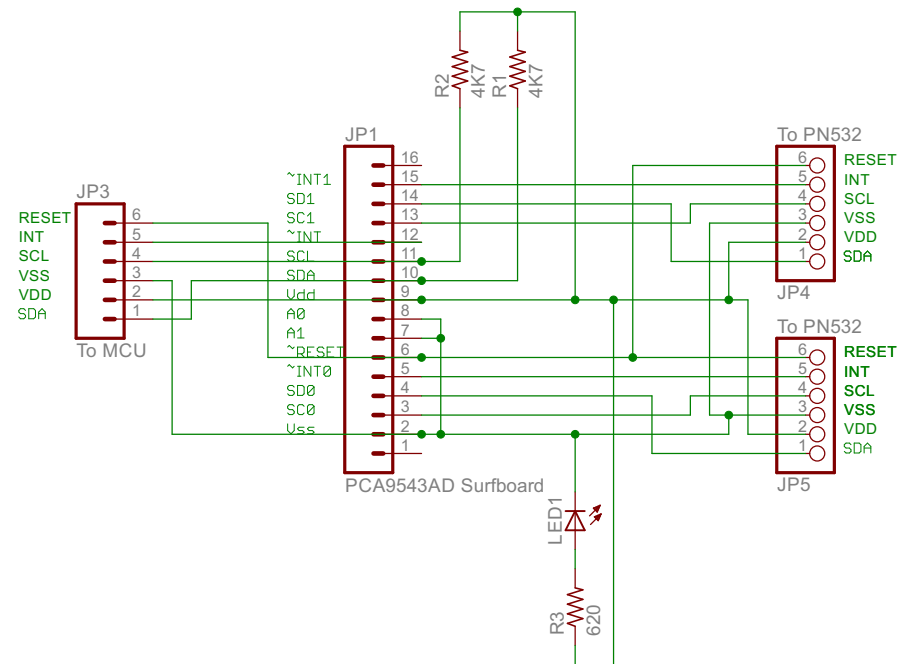 R2
4K7
R1
4K7
JP1
16
15
14
13
12
11
10
9
8
7
6
5
4
3
2
1
~INT1
SD1
SC1
~INT
SCL
SDA
Vdd
A0
A1
~RESET
~INT0
SD0
SC0
Vss
PCA9543AD Surfboard
JP3
6
5
4
3
2
1
RESET
INT
SCL
VSS
VDD
SDA
To MCU
To PN532
6
5
4
3
2
1
RESET
INT
SCL
VSS
VDD
SDA
JP4
To PN532
6
5
4
3
2
1
RESET
INT
SCL
VSS
VDD
SDA
JP5
LED1
R3
620